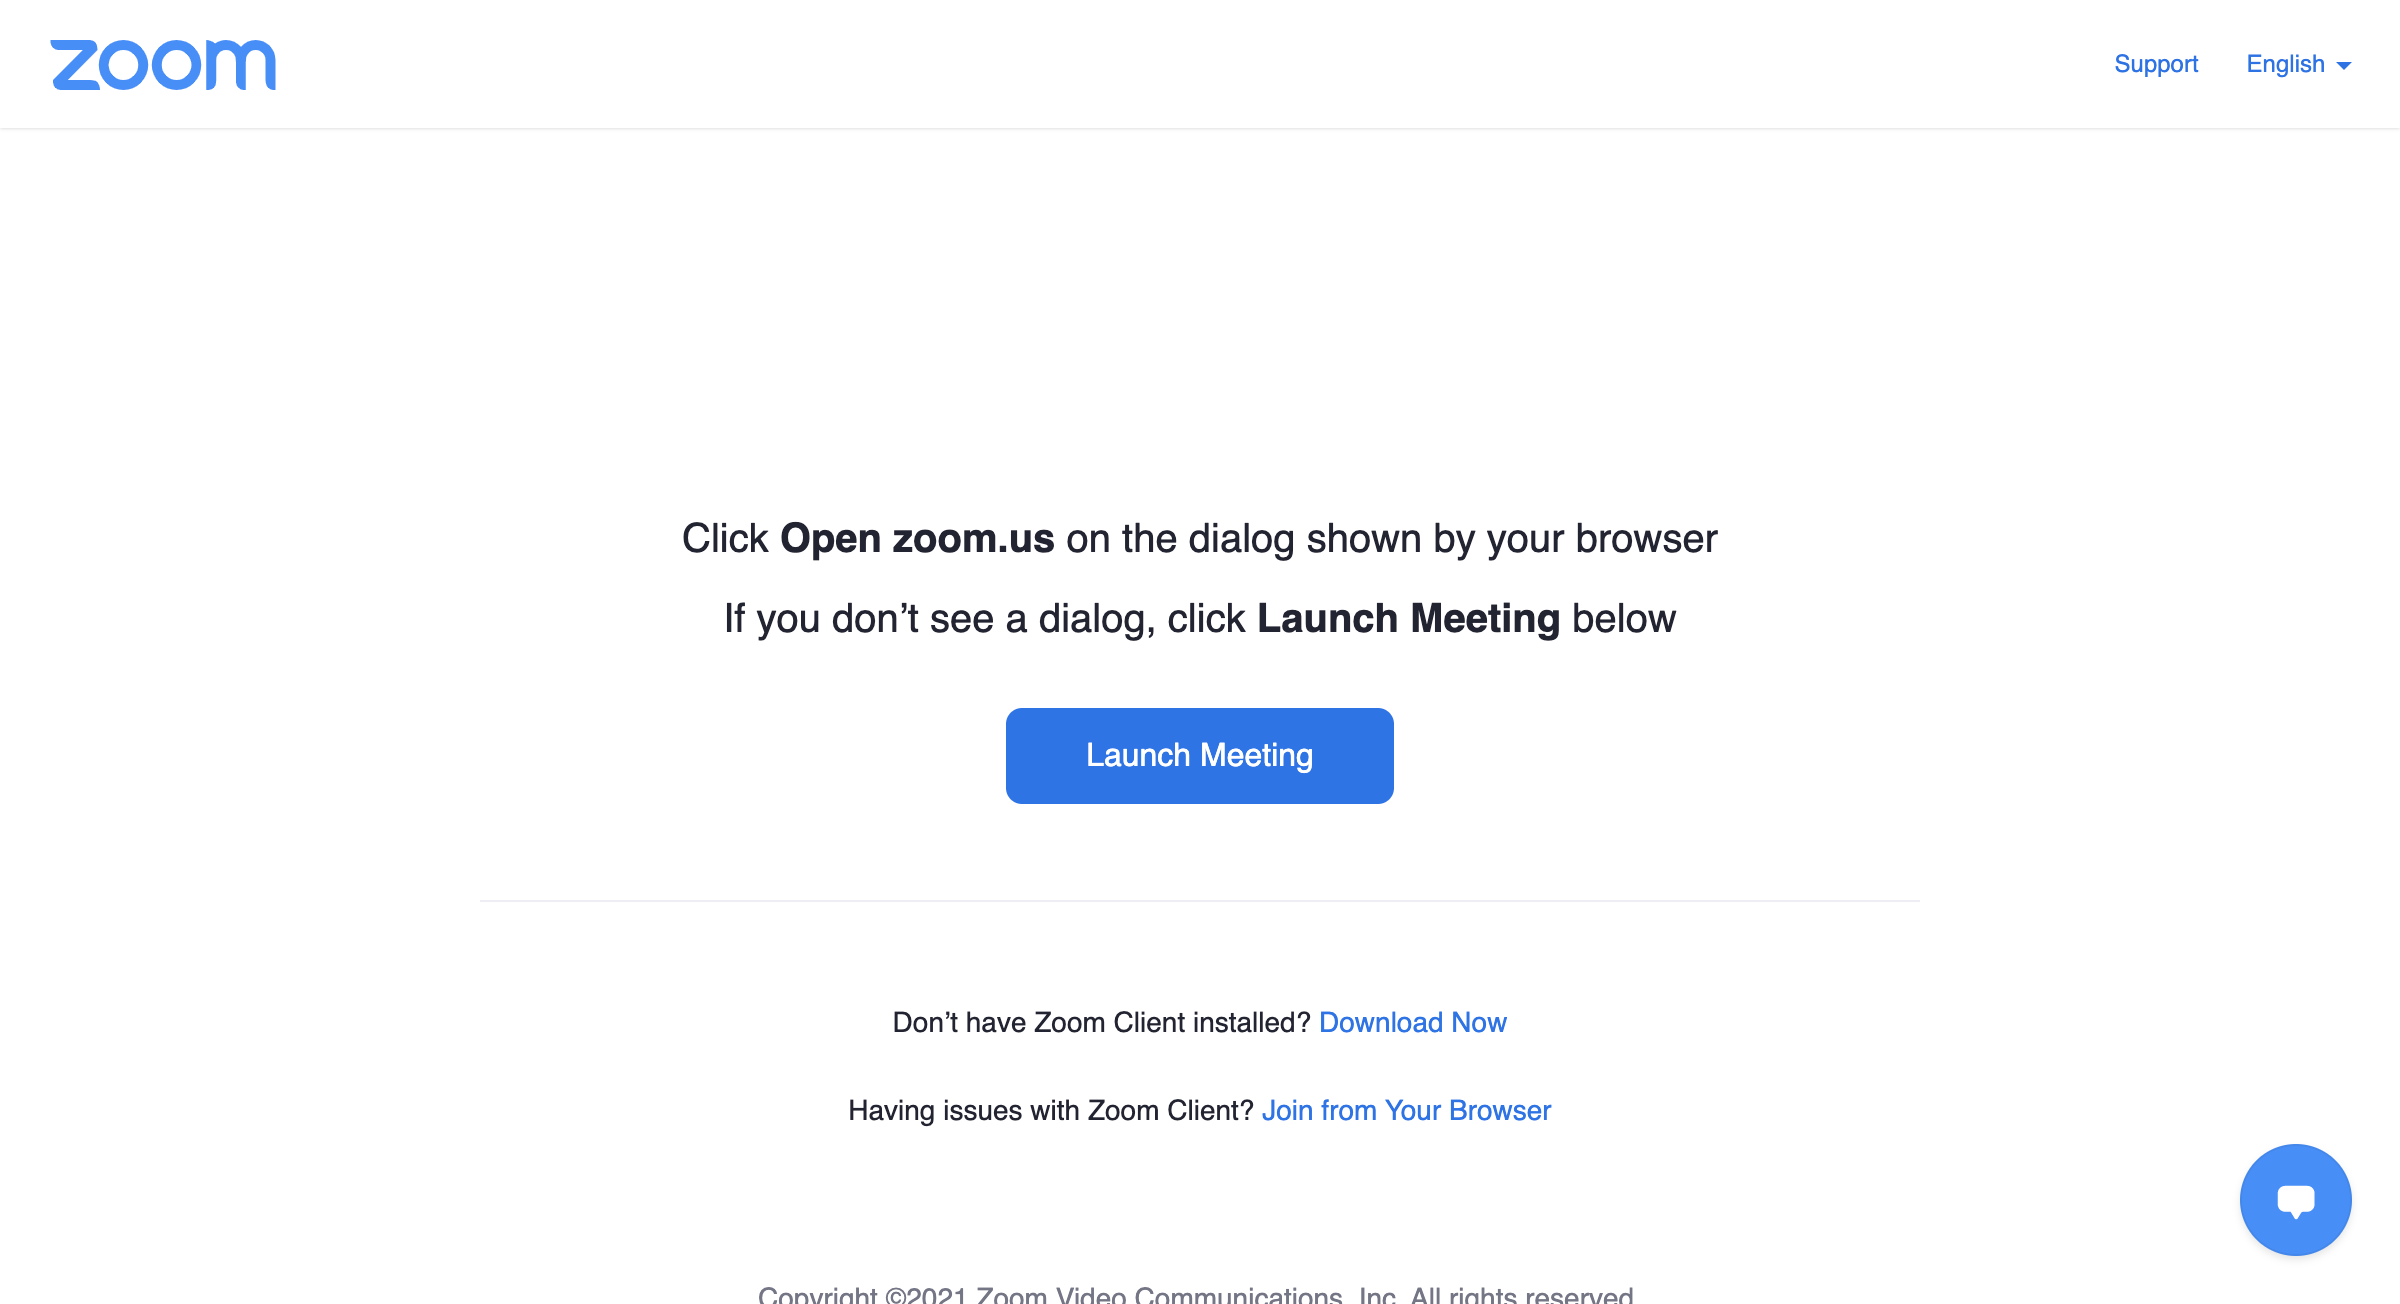 zoom
Support
English
Click Open zoom.us on the dialog shown by your browser
If you don’t see a dialog, click Launch Meeting below
Launch Meeting
Don’t have Zoom Client installed? Download Now
Having issues with Zoom Client? Join from Your Browser
Copyright ©2021 Zoom Video Communications, Inc. All rights reserved.